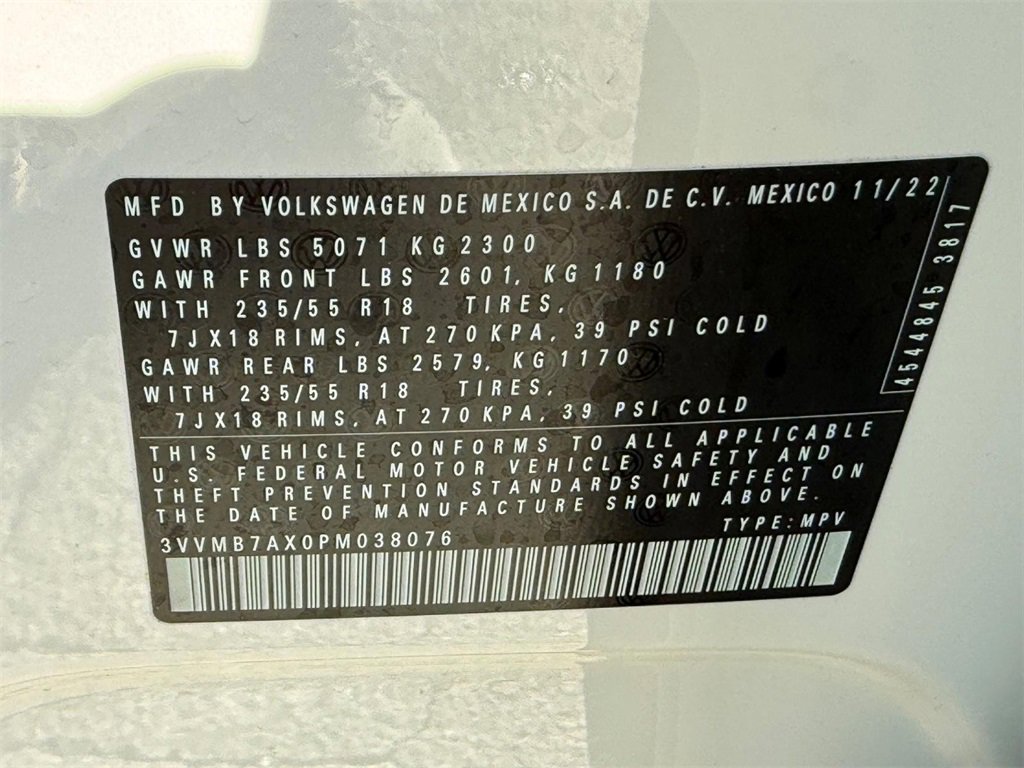 MFD BY VOLKSWAGEN DE MEXICO S.A. DE C.V. MEXICO 11/22
GVWR LBS 5071 KG 2300
GAWR FRONT LBS 2601, KG 1180
WITH 235/55 R18 TIRES,
7JX18 RIMS, AT 270 KPA, 39 PSI COLD
GAWR REAR LBS 2579, KG 1170
WITH 235/55 R18 TIRES,
7JX18 RIMS, AT 270 KPA, 39 PSI COLD
4544845 3817
THIS VEHICLE CONFORMS TO ALL APPLICABLE
U.S. FEDERAL MOTOR VEHICLE SAFETY AND
THEFT PREVENTION STANDARDS IN EFFECT ON
THE DATE OF MANUFACTURE SHOWN ABOVE.
TYPE: MPV
3VVMB7AX0PM038076